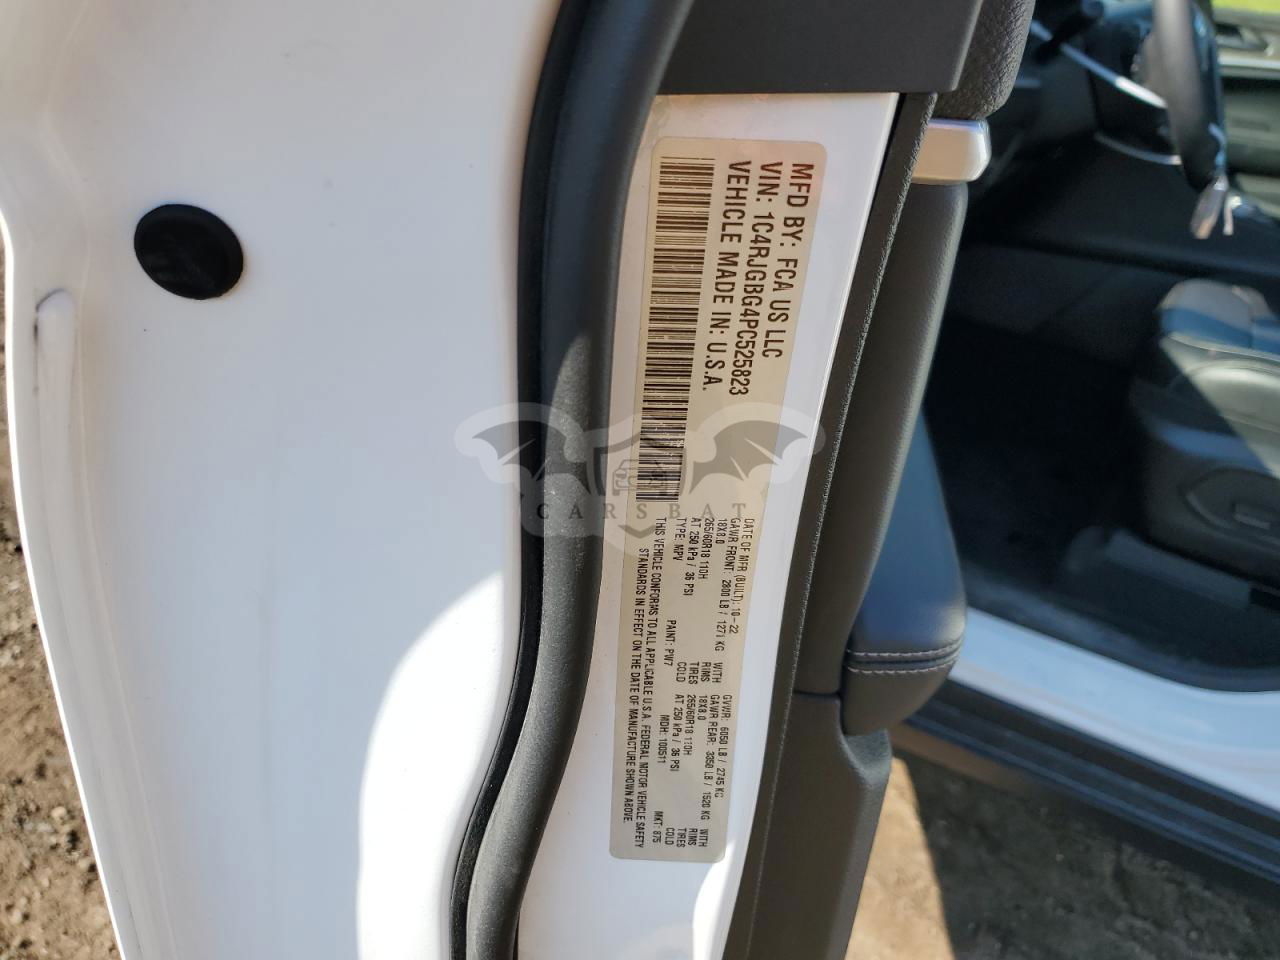 MFD BY: FCA US LLC
VIN: 1C4RJGBG4PC525823
VEHICLE MADE IN: U.S.A.
DATE OF MFR (BUILT): 10-22 GVWR: 6050 LB / 2745 KG
GAWR FRONT: 2800 LB / 1271 KG WITH GAWR REAR: 3350 LB / 1520 KG WITH
18X8.0 RIMS 18X8.0 RIMS
265/60R18 110H TIRES 265/60R18 110H TIRES
AT 250 kPa / 36 PSI COLD AT 250 kPa / 36 PSI COLD
TYPE: MPV PAINT: PW7 MDH: 100511 MKT: 875
THIS VEHICLE CONFORMS TO ALL APPLICABLE U.S.A. FEDERAL MOTOR VEHICLE SAFETY
STANDARDS IN EFFECT ON THE DATE OF MANUFACTURE SHOWN ABOVE.
CARSBAT